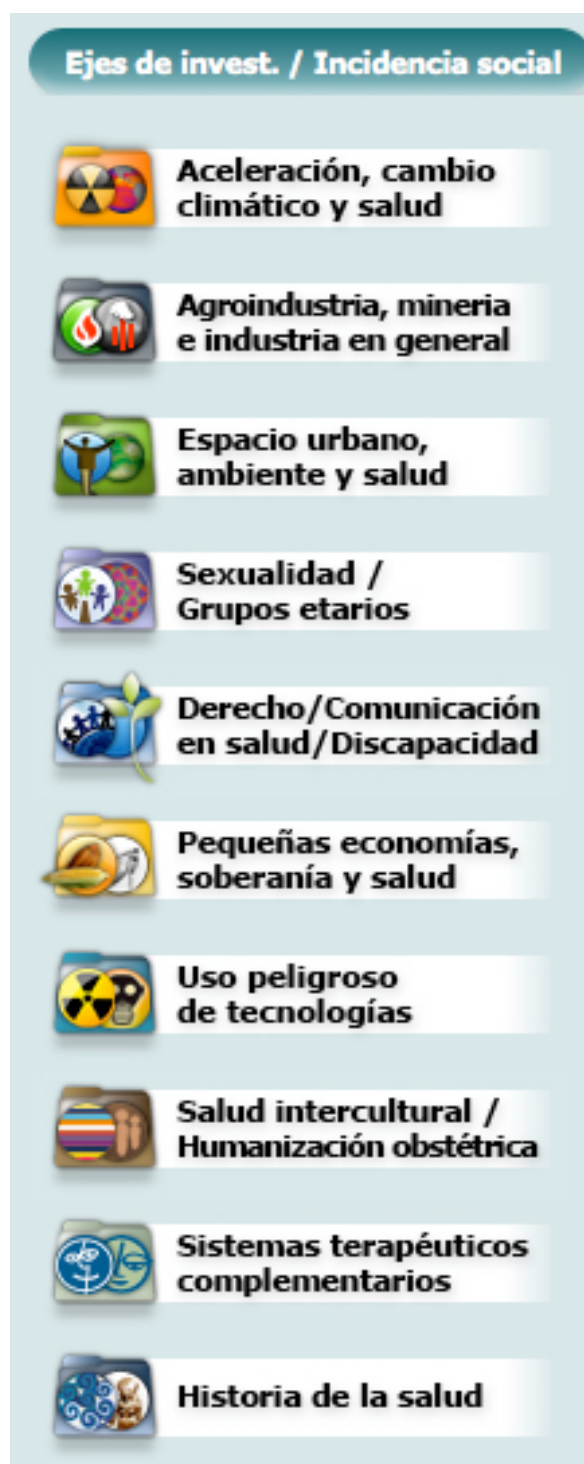 Ejes de invest. / Incidencia social
Aceleración, cambio
climático y salud
Agroindustria, mineria
e industria en general
Espacio urbano,
ambiente y salud
Sexualidad /
Grupos etarios
Derecho/Comunicación
en salud/Discapacidad
Pequeñas economías,
soberanía y salud
Uso peligroso
de tecnologías
Salud intercultural /
Humanización obstétrica
Sistemas terapéuticos
complementarios
Historia de la salud